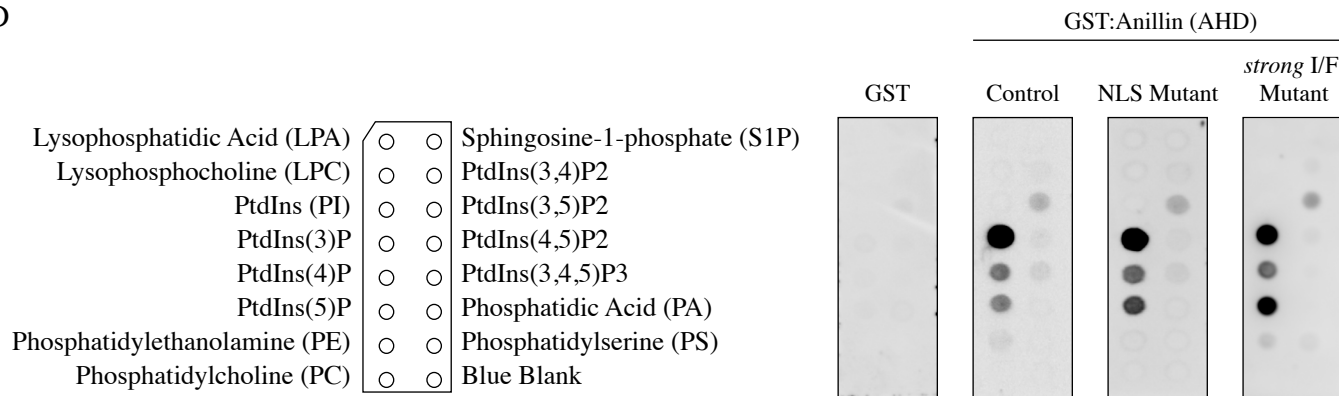 D
GST:Anillin (AHD)
GST
Control
NLS Mutant
strong I/F
Mutant
Lysophosphatidic Acid (LPA)
Sphingosine-1-phosphate (S1P)
Lysophosphocholine (LPC)
PtdIns(3,4)P2
PtdIns (PI)
PtdIns(3,5)P2
PtdIns(3)P
PtdIns(4,5)P2
PtdIns(4)P
PtdIns(3,4,5)P3
PtdIns(5)P
Phosphatidic Acid (PA)
Phosphatidylethanolamine (PE)
Phosphatidylserine (PS)
Phosphatidylcholine (PC)
Blue Blank